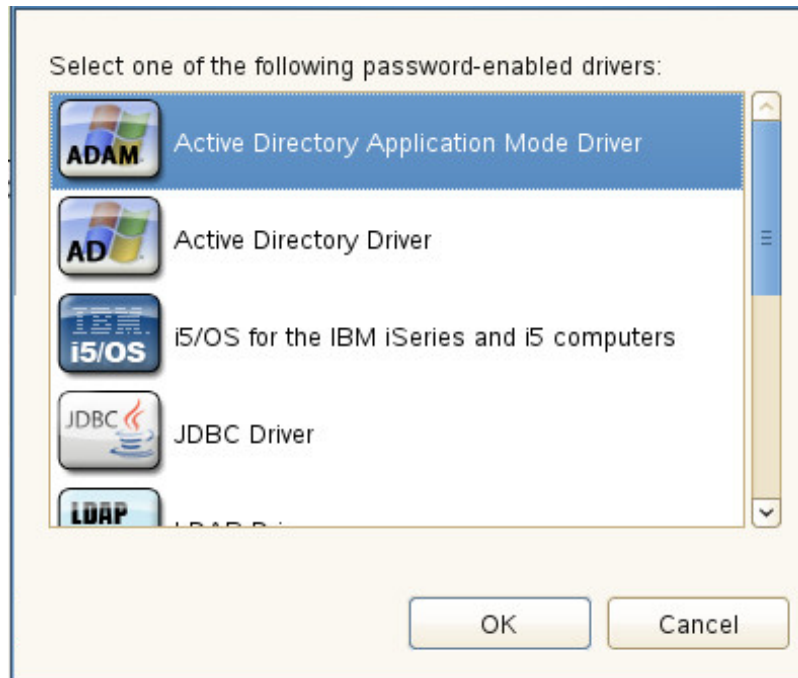 Select one of the following password-enabled drivers:
ADAM
Active Directory Application Mode Driver
AD
Active Directory Driver
IBM.
i5/OS
i5/OS for the IBM iSeries and i5 computers
JDBC
JDBC Driver
LDAP
OK
Cancel